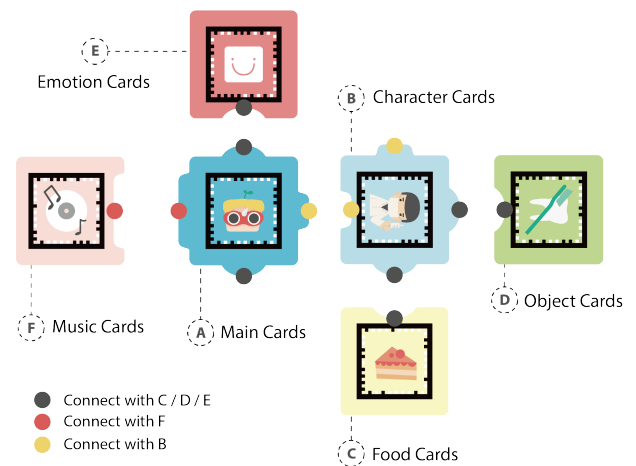 E
Emotion Cards
B
Character Cards
F
Music Cards
A
Main Cards
D
Object Cards
Connect with C / D / E
Connect with F
Connect with B
C
Food Cards